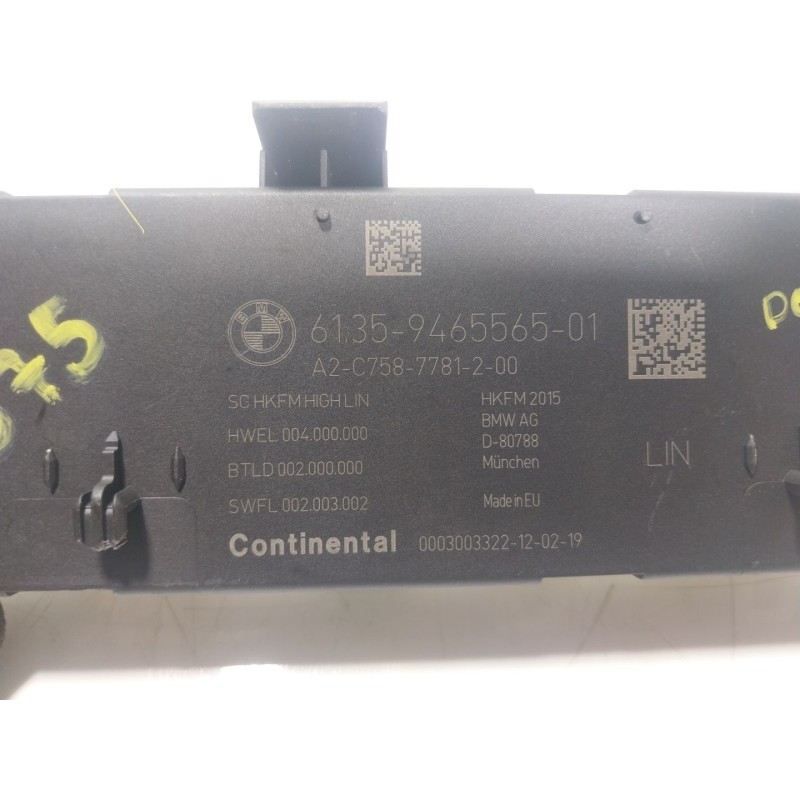 BMW
61.35-9465565-01
A2-C758-7781-2-00
SC HKFM HIGH LIN
HWEL 004.000.000
BTLD 002.000.000
SWFL 002.003.002
HKFM 2015
BMW AG
D-80788
München
Made in EU
LIN
Continental 0003003322-12-02-19
75